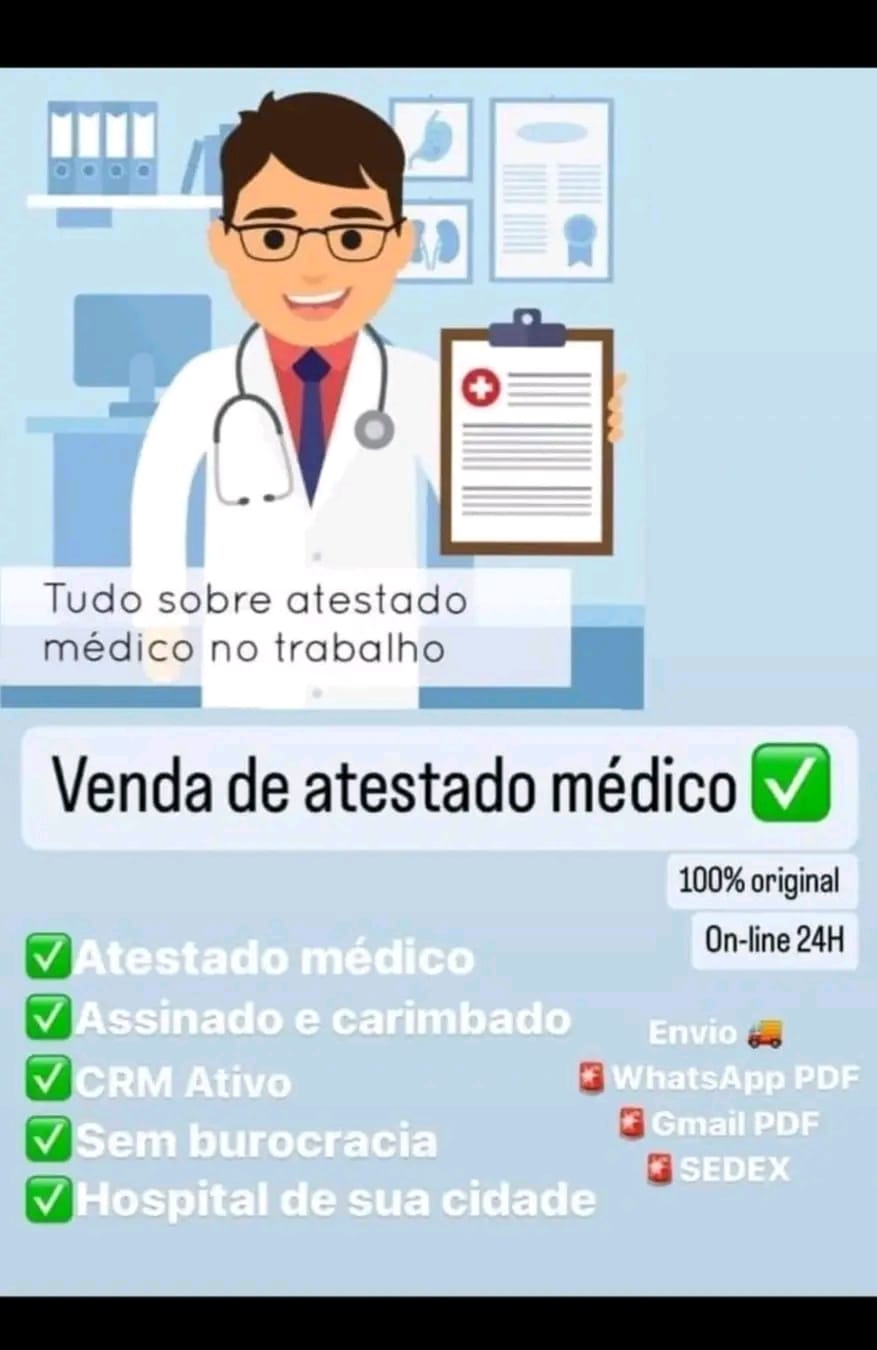 Tudo sobre atestado
médico no trabalho
Venda de atestado médico ✅
100% original
On-line 24H
✅Atestado médico
✅Assinado e carimbado
✅CRM Ativo
✅Sem burocracia
✅Hospital de sua cidade
Envio 🚚
🚨WhatsApp PDF
🚨Gmail PDF
🚨SEDEX